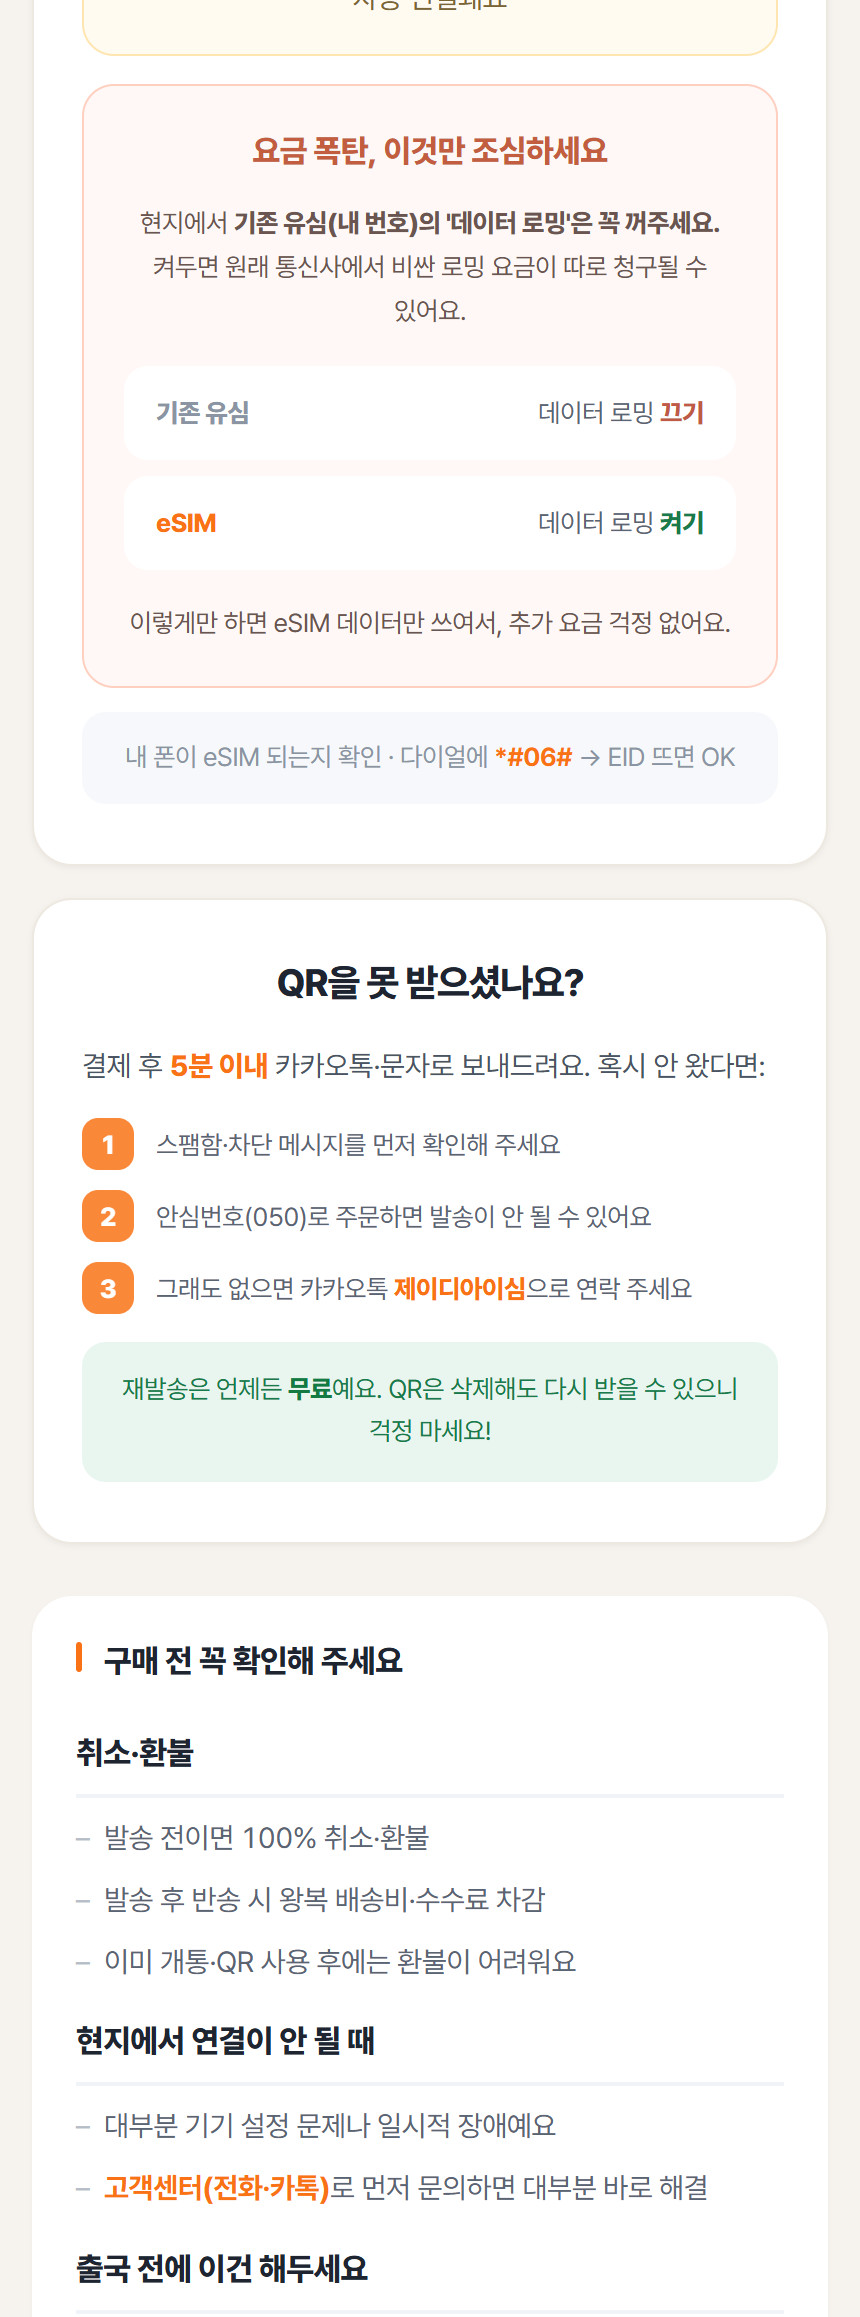 요금 폭탄, 이것만 조심하세요
현지에서 기존 유심(내 번호)의 '데이터 로밍'은 꼭 꺼주세요.
켜두면 원래 통신사에서 비싼 로밍 요금이 따로 청구될 수
있어요.
기존 유심 데이터 로밍 끄기
eSIM 데이터 로밍 켜기
이렇게만 하면 eSIM 데이터만 쓰여서, 추가 요금 걱정 없어요.
내 폰이 eSIM 되는지 확인 · 다이얼에 *#06# → EID 뜨면 OK
QR을 못 받으셨나요?
결제 후 5분 이내 카카오톡·문자로 보내드려요. 혹시 안 왔다면:
1 스팸함·차단 메시지를 먼저 확인해 주세요
2 안심번호(050)로 주문하면 발송이 안 될 수 있어요
3 그래도 없으면 카카오톡 제이디아이심으로 연락 주세요
재발송은 언제든 무료예요. QR은 삭제해도 다시 받을 수 있으니
걱정 마세요!
구매 전 꼭 확인해 주세요
취소·환불
– 발송 전이면 100% 취소·환불
– 발송 후 반송 시 왕복 배송비·수수료 차감
– 이미 개통·QR 사용 후에는 환불이 어려워요
현지에서 연결이 안 될 때
– 대부분 기기 설정 문제나 일시적 장애예요
– 고객센터(전화·카톡)로 먼저 문의하면 대부분 바로 해결
출국 전에 이건 해두세요